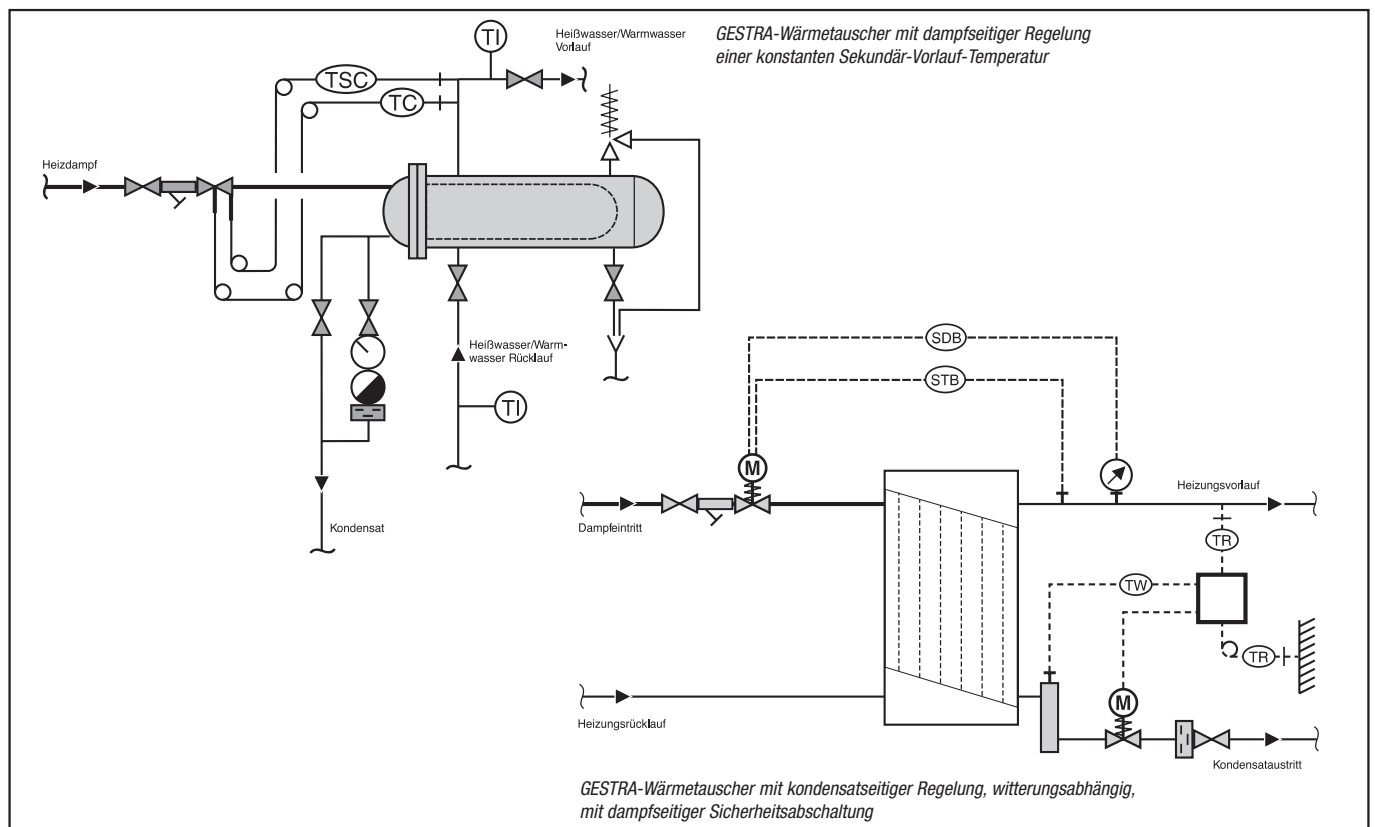 GESTRA-Wärmetauscher mit dampfseitiger Regelung
einer konstanten Sekundär-Vorlauf-Temperatur
TI
Heißwasser/Warmwasser
Vorlauf
TSC
TC
Heizdampf
Heißwasser/Warm-
wasser Rücklauf
TI
Kondensat
SDB
STB
M
Dampfeintritt
Heizungsvorlauf
TR
TW
TR
M
Heizungsrücklauf
Kondensataustritt
GESTRA-Wärmetauscher mit kondensatseitiger Regelung, witterungsabhängig,
mit dampfseitiger Sicherheitsabschaltung